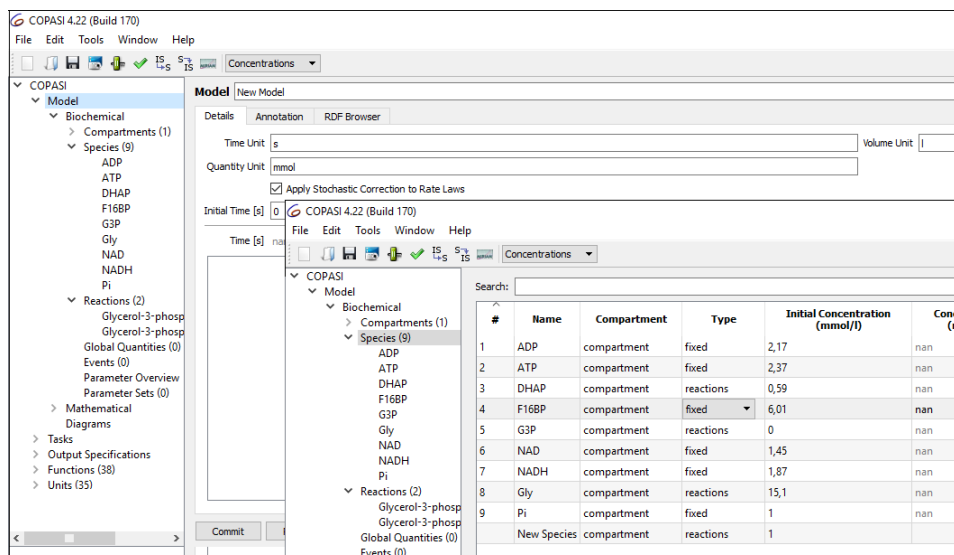 COPASI 4.22 (Build 170)
File Edit Tools Window Help
Concentrations
COPASI
Model
Biochemical
Compartments (1)
Species (9)
ADP
ATP
DHAP
F16BP
G3P
Gly
NAD
NADH
Pi
Reactions (2)
Glycerol-3-phosp
Glycerol-3-phosp
Global Quantities (0)
Events (0)
Parameter Overview
Parameter Sets (0)
Mathematical
Diagrams
Tasks
Output Specifications
Functions (38)
Units (35)
Model New Model
Details Annotation RDF Browser
Time Unit s Volume Unit l
Quantity Unit mmol
Apply Stochastic Correction to Rate Laws
Initial Time [s] 0
Time [s] na
Commit
COPASI 4.22 (Build 170)
File Edit Tools Window Help
Concentrations
COPASI
Model
Biochemical
Compartments (1)
Species (9)
ADP
ATP
DHAP
F16BP
G3P
Gly
NAD
NADH
Pi
Reactions (2)
Glycerol-3-phosp
Glycerol-3-phosp
Global Quantities (0)
Events (0)
Search:
# Name Compartment Type Initial Concentration (mmol/l)
1 ADP compartment fixed 2,17 nan
2 ATP compartment fixed 2,37 nan
3 DHAP compartment reactions 0,59 nan
4 F16BP compartment fixed 6,01 nan
5 G3P compartment reactions 0 nan
6 NAD compartment fixed 1,45 nan
7 NADH compartment fixed 1,87 nan
8 Gly compartment reactions 15,1 nan
9 Pi compartment fixed 1 nan
New Species compartment reactions 1